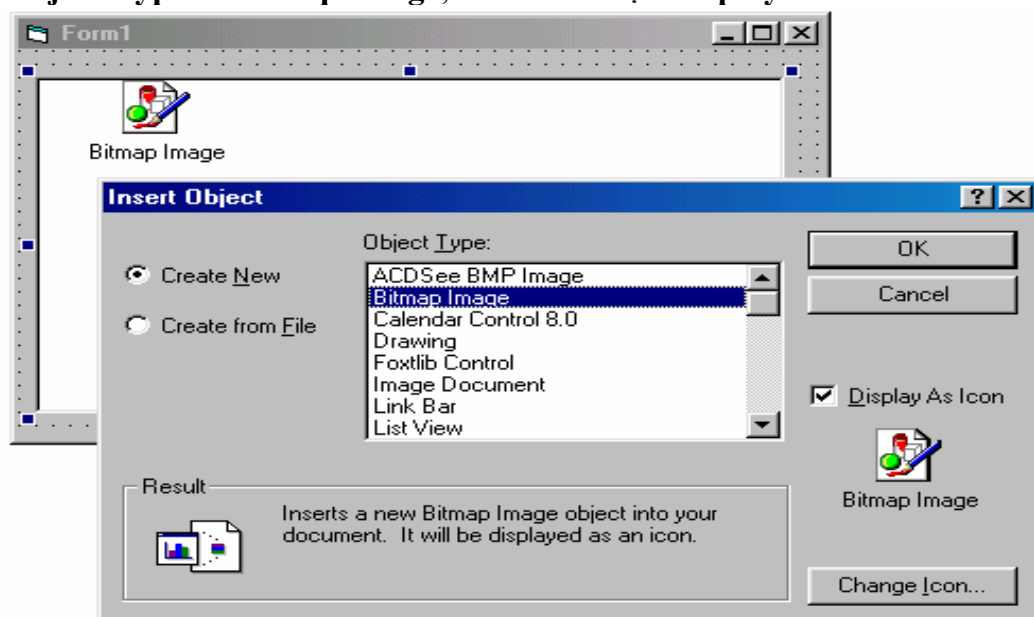 Form1
Bitmap Image
Insert Object
Object Type:
Create New
Create from File
ACDSee BMP Image
Bitmap Image
Calendar Control 8.0
Drawing
Foxtlib Control
Image Document
Link Bar
List View
OK
Cancel
Display As Icon
Bitmap Image
Result
Inserts a new Bitmap Image object into your
document. It will be displayed as an icon.
Change Icon...